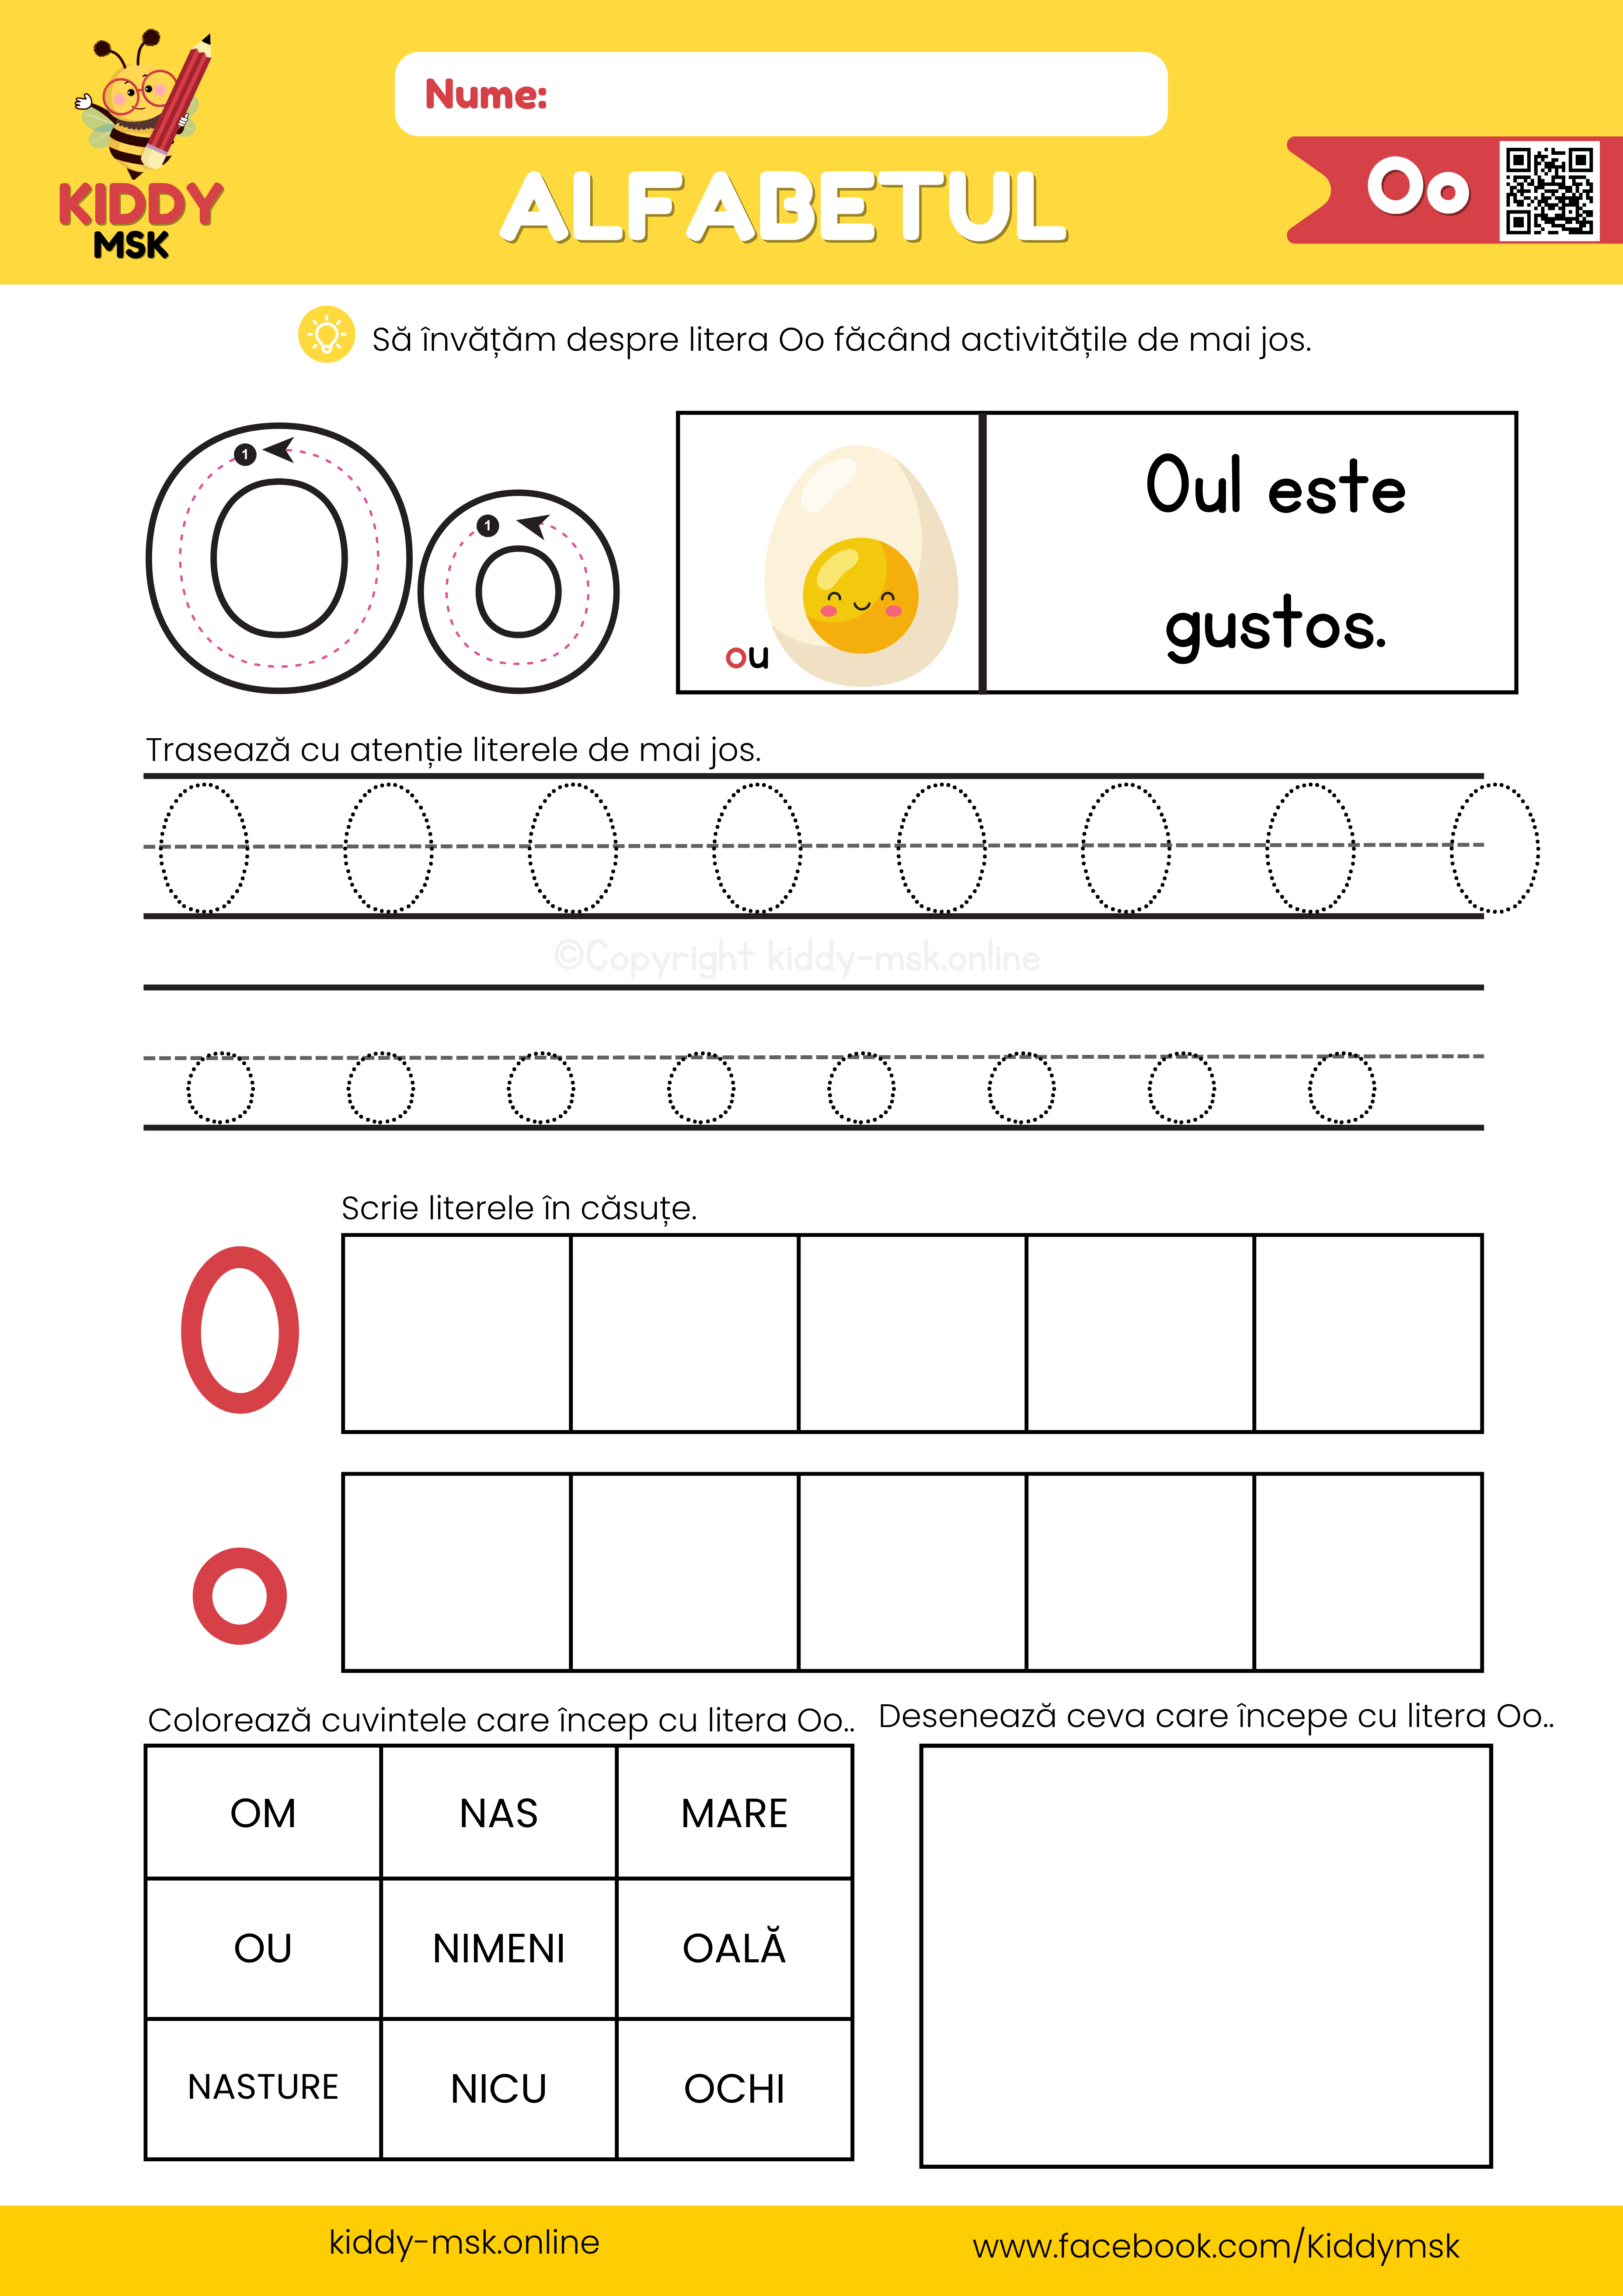 KIDDY
MSK
Nume:
ALFABETUL
Oo
Să învățăm despre litera Oo făcând activitățile de mai jos.
1
1
Oo
ou
Oul este
gustos.
Trasează cu atenție literele de mai jos.
O O O O O O O O
©Copyright kiddy-msk.online
o o o o o o o o
Scrie literele în căsuțe.
O
o
Colorează cuvintele care încep cu litera Oo..
OM NAS MARE
OU NIMENI OALĂ
NASTURE NICU OCHI
Desenează ceva care începe cu litera Oo..
kiddy-msk.online
www.facebook.com/Kiddymsk